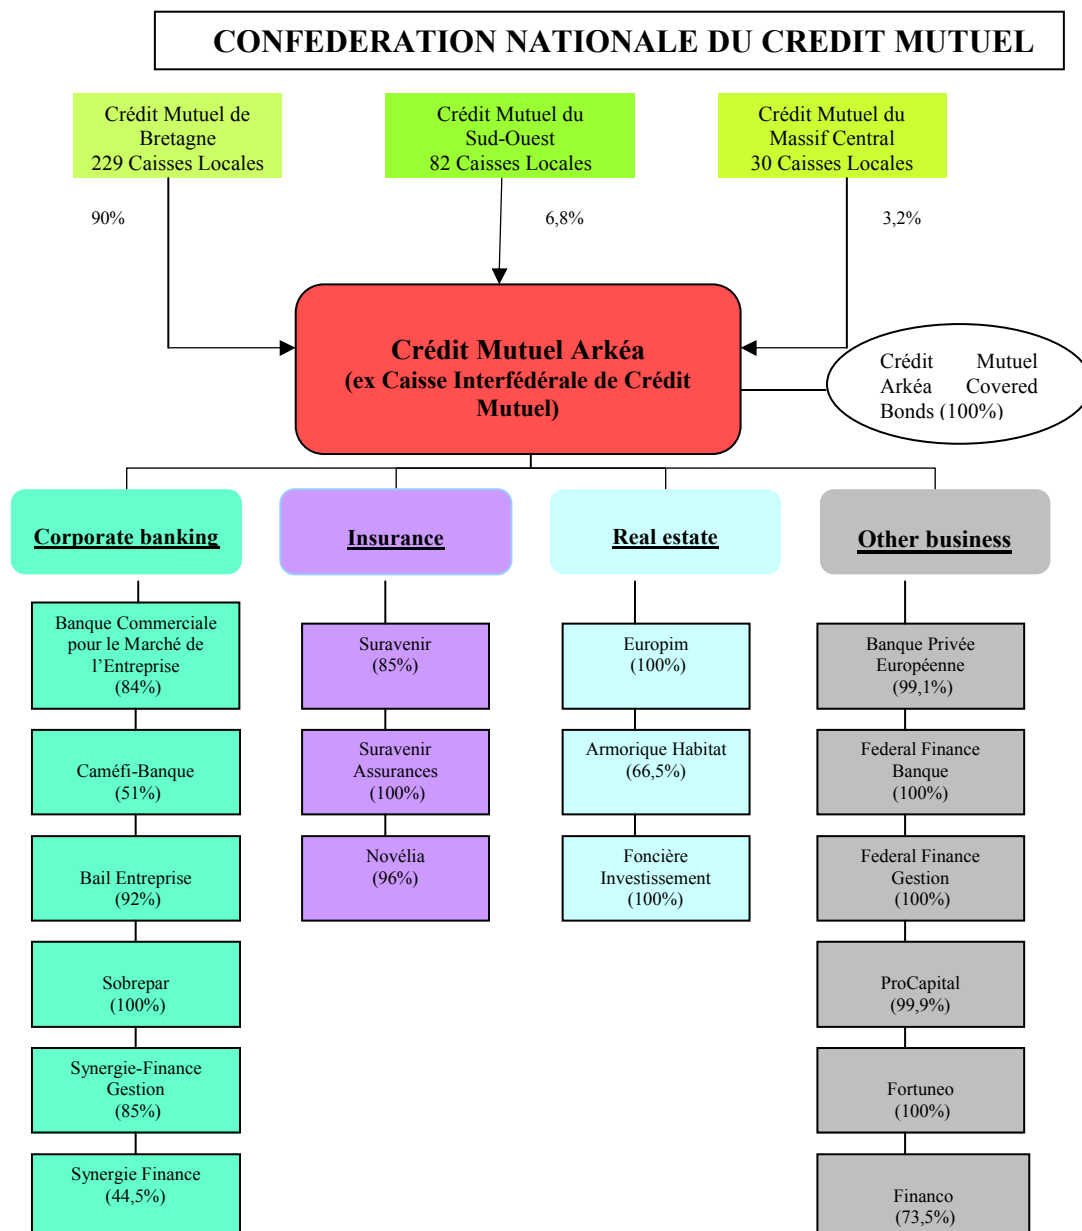 CONFEDERATION NATIONALE DU CREDIT MUTUEL
Crédit Mutuel de
Bretagne
229 Caisses Locales
Crédit Mutuel du
Sud-Ouest
82 Caisses Locales
Crédit Mutuel du
Massif Central
30 Caisses Locales
90%
6,8%
3,2%
Crédit Mutuel Arkéa
(ex Caisse Interfédérale de Crédit
Mutuel)
Crédit Mutuel
Arkéa Covered
Bonds (100%)
Corporate banking
Insurance
Real estate
Other business
Banque Commerciale
pour le Marché de
l’Entreprise
(84%)
Caméfi-Banque
(51%)
Bail Entreprise
(92%)
Sobrepar
(100%)
Synergie-Finance
Gestion
(85%)
Synergie Finance
(44,5%)
Suravenir
(85%)
Suravenir
Assurances
(100%)
Novélia
(96%)
Europim
(100%)
Armorique Habitat
(66,5%)
Foncière
Investissement
(100%)
Banque Privée
Européenne
(99,1%)
Federal Finance
Banque
(100%)
Federal Finance
Gestion
(100%)
ProCapital
(99,9%)
Fortuneo
(100%)
Financo
(73,5%)